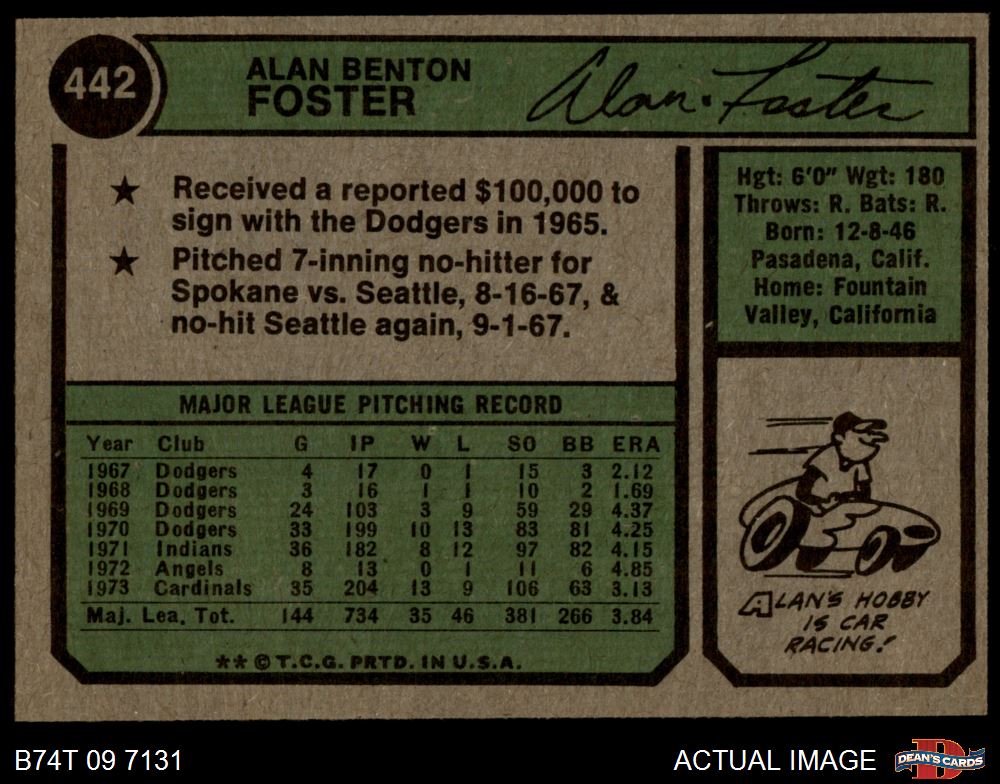 442
ALAN BENTON
FOSTER
Alan Foster
★ Received a reported $100,000 to
sign with the Dodgers in 1965.
★ Pitched 7-inning no-hitter for
Spokane vs. Seattle, 8-16-67, &
no-hit Seattle again, 9-1-67.
Hgt: 6'0" Wgt: 180
Throws: R. Bats: R.
Born: 12-8-46
Pasadena, Calif.
Home: Fountain
Valley, California
MAJOR LEAGUE PITCHING RECORD
Year Club G IP W L SO BB ERA
1967 Dodgers 4 17 0 1 15 3 2.12
1968 Dodgers 3 16 1 1 10 2 1.69
1969 Dodgers 24 103 3 9 59 29 4.37
1970 Dodgers 33 199 10 13 83 81 4.25
1971 Indians 36 182 8 12 97 82 4.15
1972 Angels 8 13 0 1 11 6 4.85
1973 Cardinals 35 204 13 9 106 63 3.13
Maj. Lea. Tot. 144 734 35 46 381 266 3.84
** © T.C.G. PRTD. IN U.S.A.
ALAN'S HOBBY
IS CAR
RACING!
B74T 09 7131
ACTUAL IMAGE
D
DEAN'S CARDS